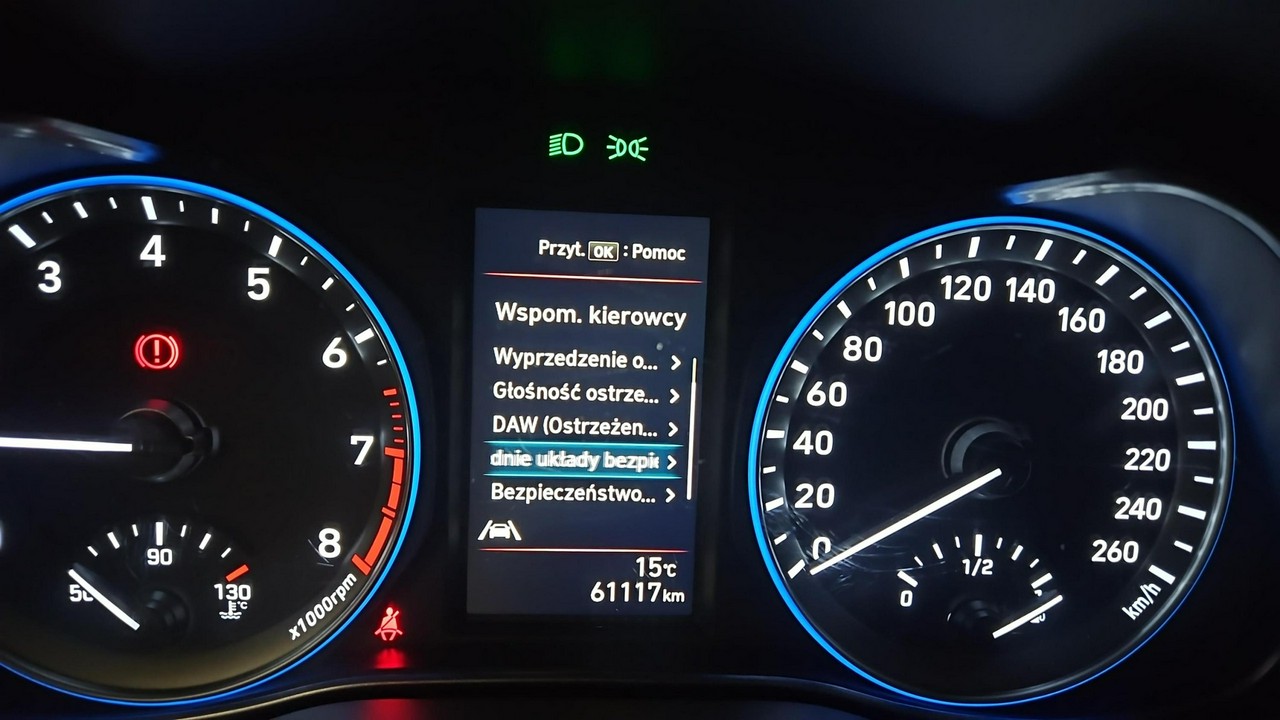 Przyt. OK : Pomoc
Wspom. kierowcy
Wyprzedzenie o...
Głośność ostrze...
DAW (Ostrzeżen...
dnie układy bezpie
Bezpieczeństwo...
15°C
61117km
3
4
5
6
7
8
x1000rpm
50
90
130
°C
0
20
40
60
80
100
120
140
160
180
200
220
240
260
km/h
0
1/2